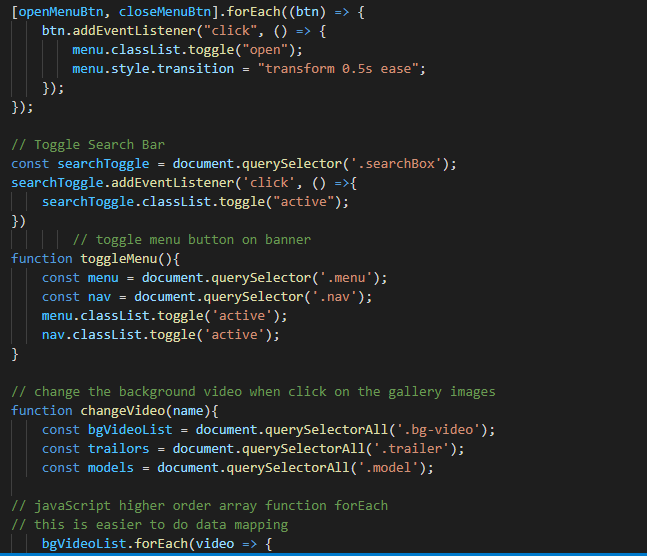 [openMenuBtn, closeMenuBtn].forEach((btn) => {
    btn.addEventListener("click", () => {
        menu.classList.toggle("open");
        menu.style.transition = "transform 0.5s ease";
    });
});

// Toggle Search Bar
const searchToggle = document.querySelector('.searchBox');
searchToggle.addEventListener('click', () =>{
    searchToggle.classList.toggle("active");
})
        // toggle menu button on banner
function toggleMenu(){
    const menu = document.querySelector('.menu');
    const nav = document.querySelector('.nav');
    menu.classList.toggle('active');
    nav.classList.toggle('active');
}

// change the background video when click on the gallery images
function changeVideo(name){
    const bgVideoList = document.querySelectorAll('.bg-video');
    const trailors = document.querySelectorAll('.trailer');
    const models = document.querySelectorAll('.model');

// javaScript higher order array function forEach
// this is easier to do data mapping
    bgVideoList.forEach(video => {